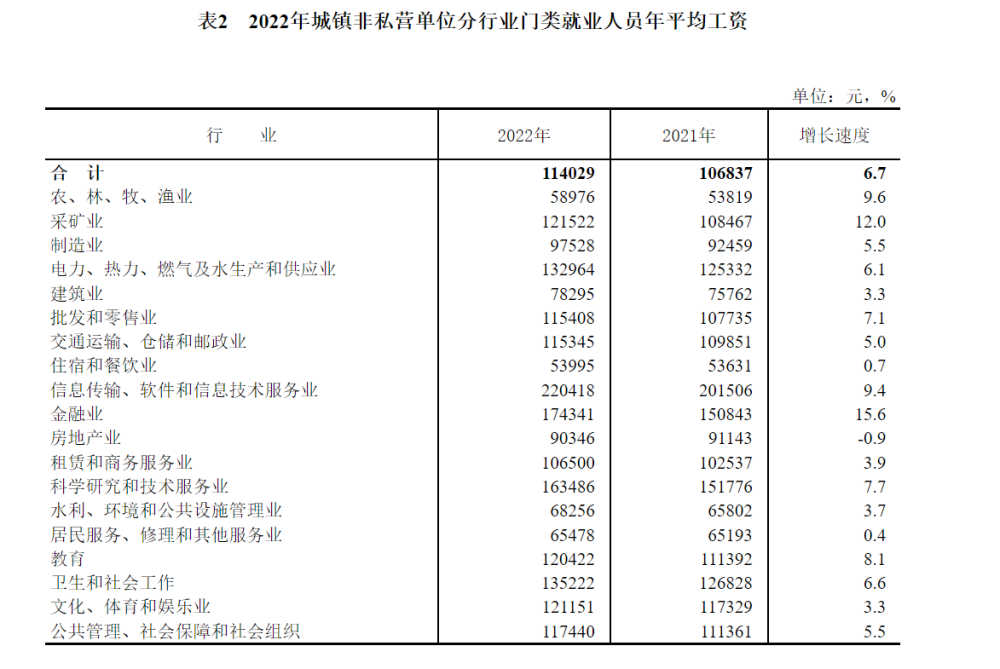 表2 2022年城镇非私营单位分行业门类就业人员年平均工资
单位：元，%
行 业 2022年 2021年 增长速度
合 计 114029 106837 6.7
农、林、牧、渔业 58976 53819 9.6
采矿业 121522 108467 12.0
制造业 97528 92459 5.5
电力、热力、燃气及水生产和供应业 132964 125332 6.1
建筑业 78295 75762 3.3
批发和零售业 115408 107735 7.1
交通运输、仓储和邮政业 115345 109851 5.0
住宿和餐饮业 53995 53631 0.7
信息传输、软件和信息技术服务业 220418 201506 9.4
金融业 174341 150843 15.6
房地产业 90346 91143 -0.9
租赁和商务服务业 106500 102537 3.9
科学研究和技术服务业 163486 151776 7.7
水利、环境和公共设施管理业 68256 65802 3.7
居民服务、修理和其他服务业 65478 65193 0.4
教育 120422 111392 8.1
卫生和社会工作 135222 126828 6.6
文化、体育和娱乐业 121151 117329 3.3
公共管理、社会保障和社会组织 117440 111361 5.5